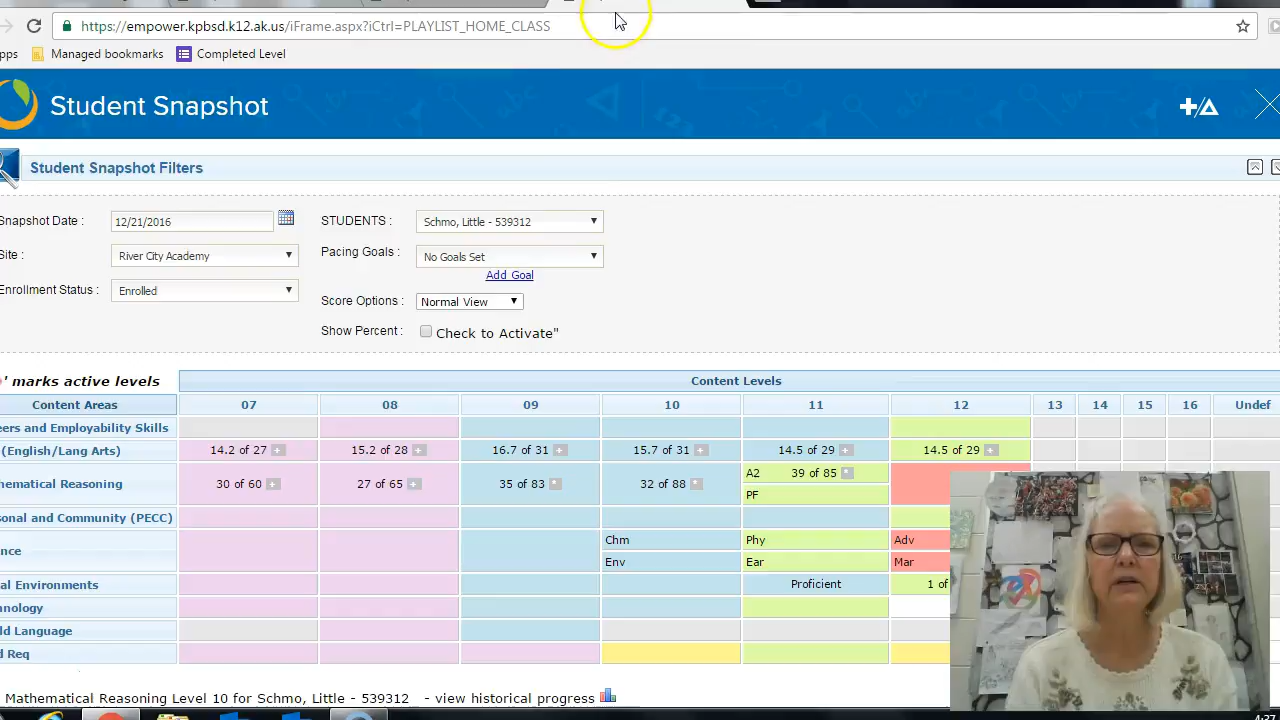 https://empower.kpbsd.k12.ak.us/iFrame.aspx?iCtrl=PLAYLIST_HOME_CLASS
pps Managed bookmarks Completed Level
Student Snapshot
Student Snapshot Filters
Snapshot Date : 12/21/2016 STUDENTS : Schmo, Little - 539312
Site : River City Academy Pacing Goals : No Goals Set
Add Goal
Enrollment Status : Enrolled Score Options : Normal View
Show Percent : Check to Activate"
' marks active levels Content Levels
Content Areas 07 08 09 10 11 12 13 14 15 16 Undef
eers and Employability Skills
(English/Lang Arts) 14.2 of 27 15.2 of 28 16.7 of 31 15.7 of 31 14.5 of 29 14.5 of 29
hematical Reasoning 30 of 60 27 of 65 35 of 83 32 of 88 A2 39 of 85
PF
sonal and Community (PECC)
ence Chm Phy Adv
Env Ear Mar
al Environments Proficient 1 of
hnology
ld Language
d Req
Mathematical Reasoning Level 10 for Schmo, Little - 539312 - view historical progress
4:37